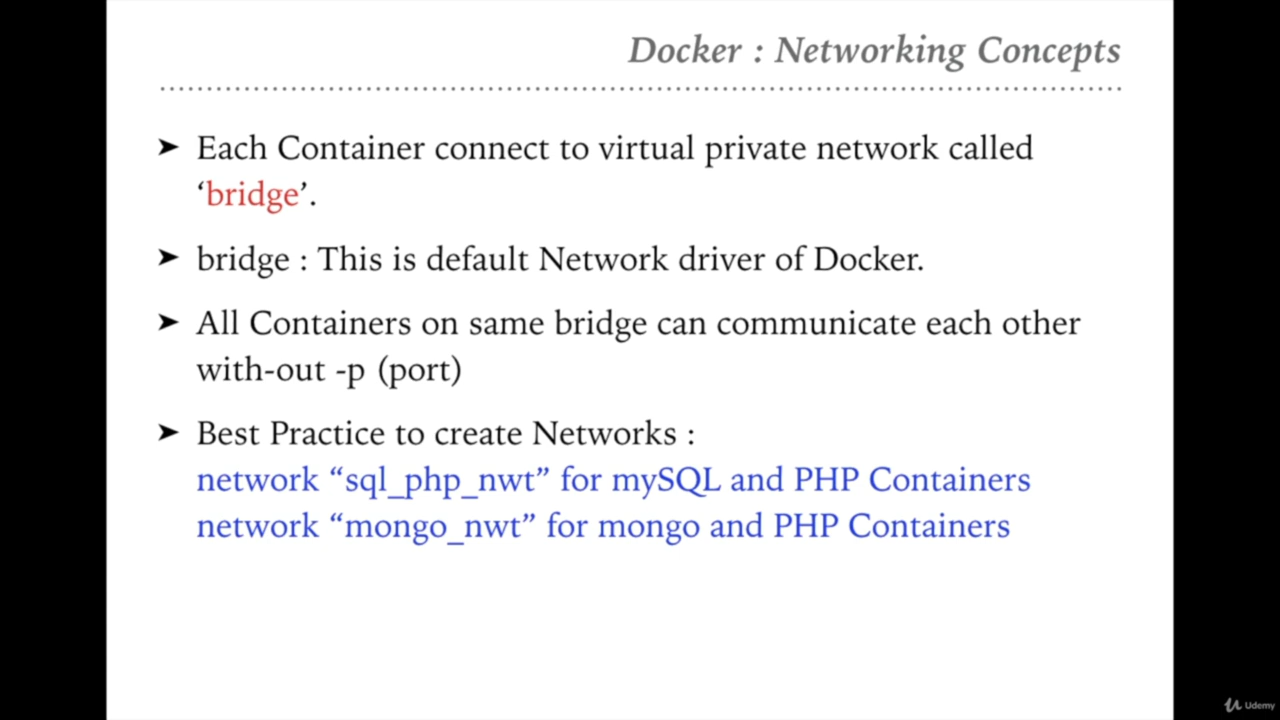 Docker : Networking Concepts
➤ Each Container connect to virtual private network called
‘bridge’.
➤ bridge : This is default Network driver of Docker.
➤ All Containers on same bridge can communicate each other
with-out -p (port)
➤ Best Practice to create Networks :
network “sql_php_nwt” for mySQL and PHP Containers
network “mongo_nwt” for mongo and PHP Containers
Udemy